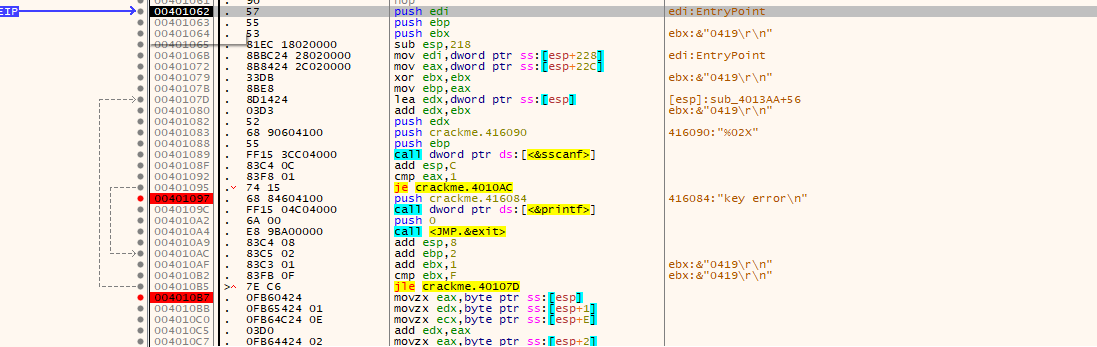 00401061 . 90 nop
EIP 00401062 . 57 push edi edi:EntryPoint
00401063 . 55 push ebp
00401064 . 53 push ebx ebx:&"0419\r\n"
00401065 . 81EC 18020000 sub esp,218
0040106B . 8BBC24 28020000 mov edi,dword ptr ss:[esp+228] edi:EntryPoint
00401072 . 8B8424 2C020000 mov eax,dword ptr ss:[esp+22C]
00401079 . 33DB xor ebx,ebx ebx:&"0419\r\n"
0040107B . 8BE8 mov ebp,eax
0040107D . 8D1424 lea edx,dword ptr ss:[esp] [esp]:sub_4013AA+56
00401080 . 03D3 add edx,ebx ebx:&"0419\r\n"
00401082 . 52 push edx
00401083 . 68 90604100 push crackme.416090 416090:"%02X"
00401088 . 55 push ebp
00401089 . FF15 3CC04000 call dword ptr ds:[<&sscanf>]
0040108F . 83C4 0C add esp,C
00401092 . 83F8 01 cmp eax,1
00401095 . 74 15 je crackme.4010AC
00401097 . 68 84604100 push crackme.416084 416084:"key error\n"
0040109C . FF15 04C04000 call dword ptr ds:[<&printf>]
004010A2 . 6A 00 push 0
004010A4 . E8 9BA00000 call <JMP.&exit>
004010A9 . 83C4 08 add esp,8
004010AC . 83C5 02 add ebp,2
004010AF . 83C3 01 add ebx,1 ebx:&"0419\r\n"
004010B2 . 83FB 0F cmp ebx,F ebx:&"0419\r\n"
004010B5 > 7E C6 jle crackme.40107D
004010B7 . 0FB60424 movzx eax,byte ptr ss:[esp]
004010BB . 0FB65424 01 movzx edx,byte ptr ss:[esp+1]
004010C0 . 0FB64C24 0E movzx ecx,byte ptr ss:[esp+E]
004010C5 . 03D0 add edx,eax
004010C7 . 0FB64424 02 movzx eax,byte ptr ss:[esp+2]